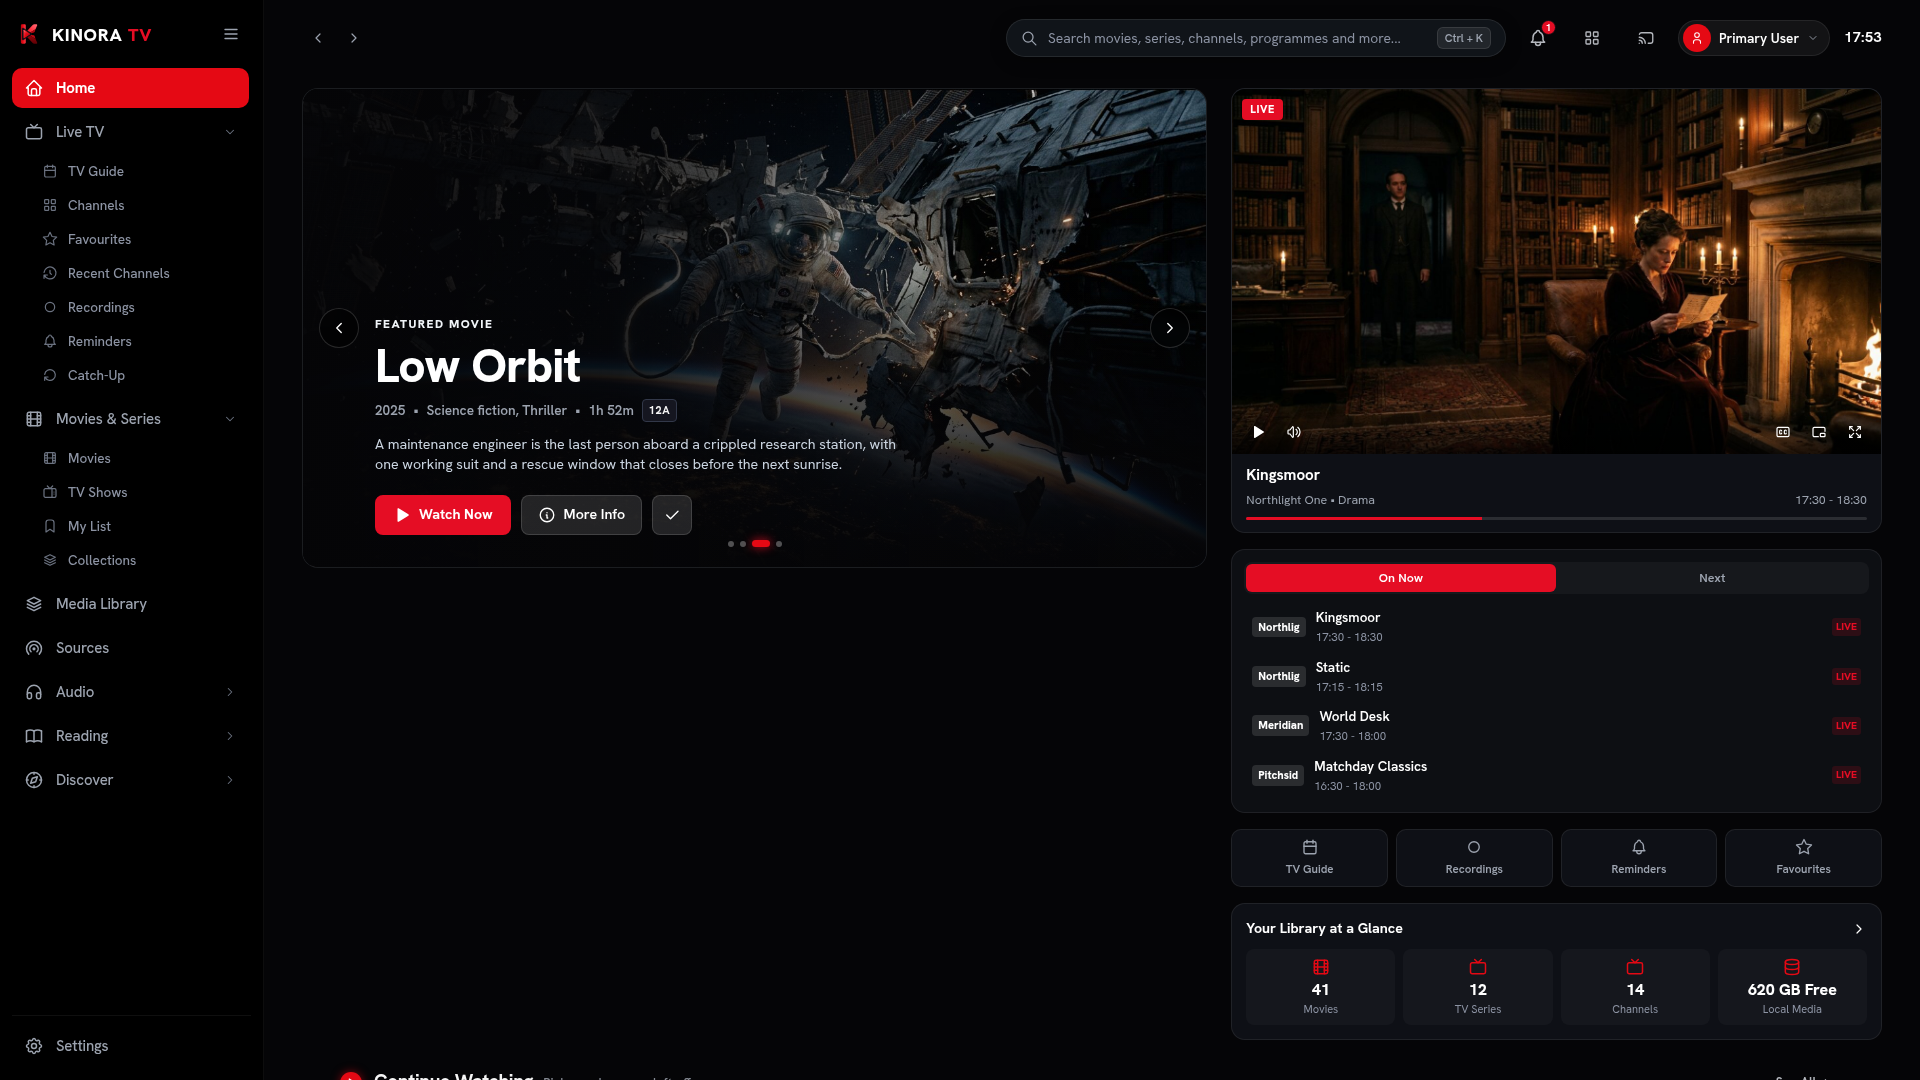 KINORA TV
Search movies, series, channels, programmes and more...
Ctrl + K
1
Primary User
17:53
Home
Live TV
TV Guide
Channels
Favourites
Recent Channels
Recordings
Reminders
Catch-Up
Movies & Series
Movies
TV Shows
My List
Collections
Media Library
Sources
Audio
Reading
Discover
Settings
FEATURED MOVIE
Low Orbit
2025 • Science fiction, Thriller • 1h 52m 12A
A maintenance engineer is the last person aboard a crippled research station, with
one working suit and a rescue window that closes before the next sunrise.
Watch Now
More Info
LIVE
Kingsmoor
Northlight One • Drama
17:30 - 18:30
On Now
Next
Northlig
Kingsmoor
17:30 - 18:30
LIVE
Northlig
Static
17:15 - 18:15
LIVE
Meridian
World Desk
17:30 - 18:00
LIVE
Pitchsid
Matchday Classics
16:30 - 18:00
LIVE
TV Guide
Recordings
Reminders
Favourites
Your Library at a Glance
41
Movies
12
TV Series
14
Channels
620 GB Free
Local Media
Continue Watching